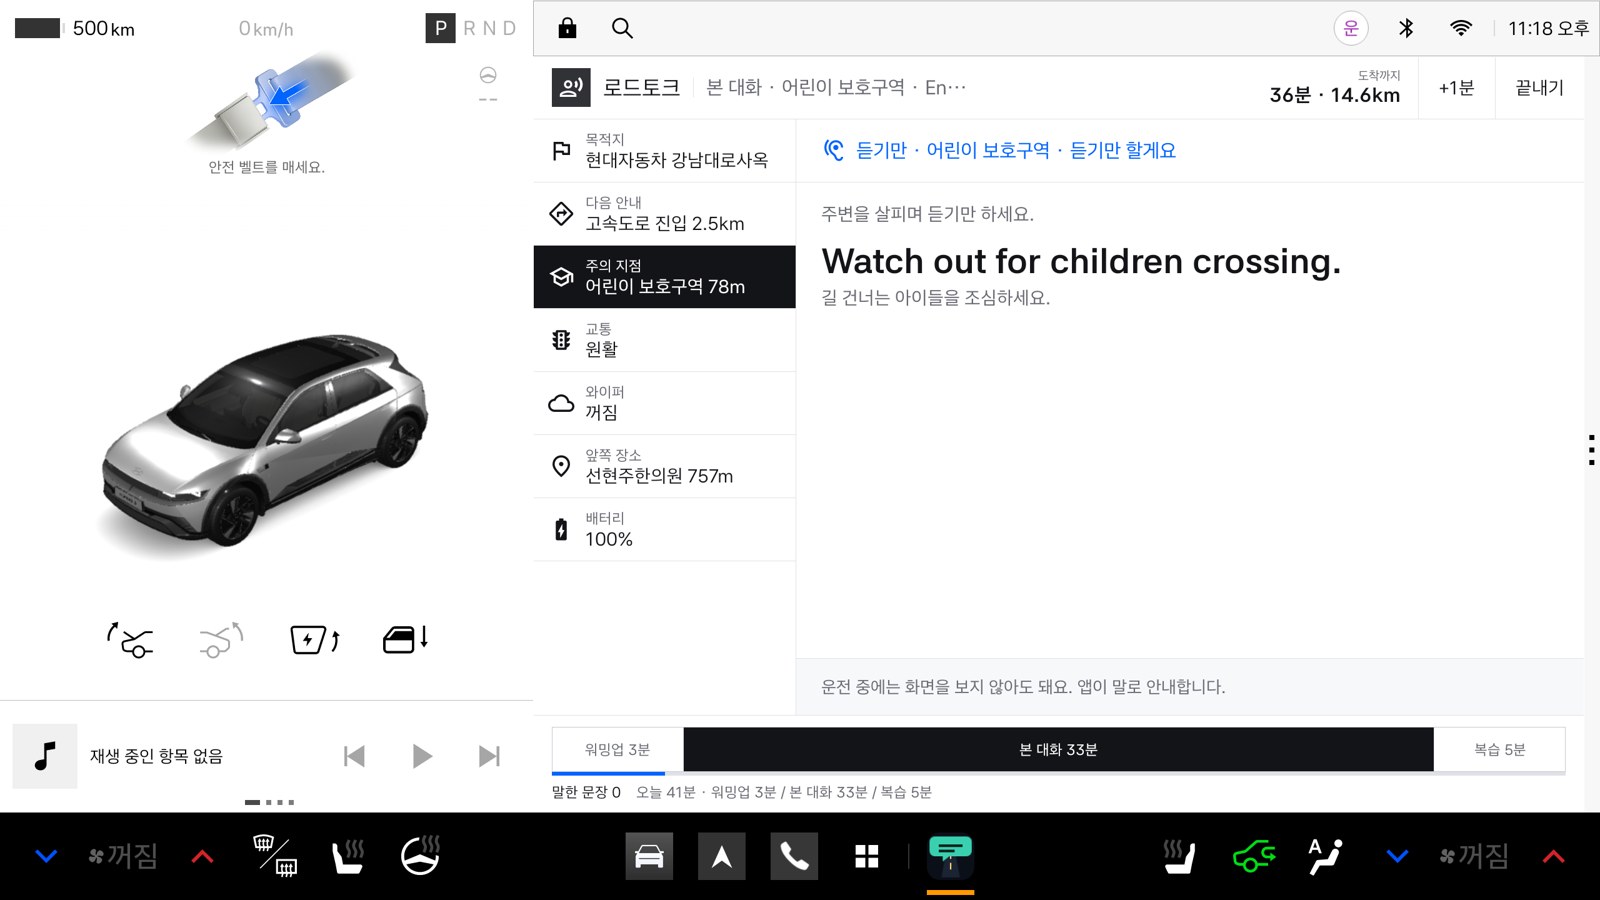 500 km
0 km/h
P R N D
안전 벨트를 매세요.
재생 중인 항목 없음
운
11:18 오후
로드토크
본 대화 · 어린이 보호구역 · En···
도착까지
36분 · 14.6km
+1분
끝내기
목적지
현대자동차 강남대로사옥
다음 안내
고속도로 진입 2.5km
주의 지점
어린이 보호구역 78m
교통
원활
와이퍼
꺼짐
앞쪽 장소
선현주한의원 757m
배터리
100%
듣기만 · 어린이 보호구역 · 듣기만 할게요
주변을 살피며 듣기만 하세요.
Watch out for children crossing.
길 건너는 아이들을 조심하세요.
운전 중에는 화면을 보지 않아도 돼요. 앱이 말로 안내합니다.
워밍업 3분
본 대화 33분
복습 5분
말한 문장 0 오늘 41분 · 워밍업 3분 / 본 대화 33분 / 복습 5분
꺼짐
A
꺼짐